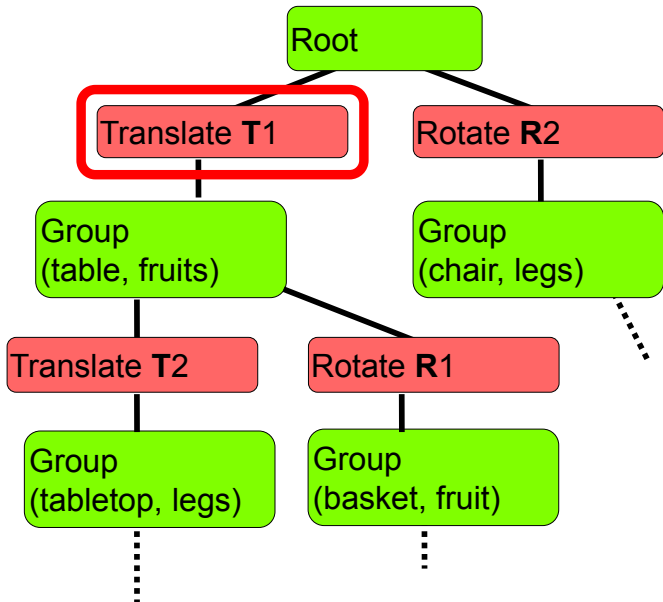 Root
Translate T1
Rotate R2
Group
(table, fruits)
Group
(chair, legs)
Translate T2
Rotate R1
Group
(tabletop, legs)
Group
(basket, fruit)